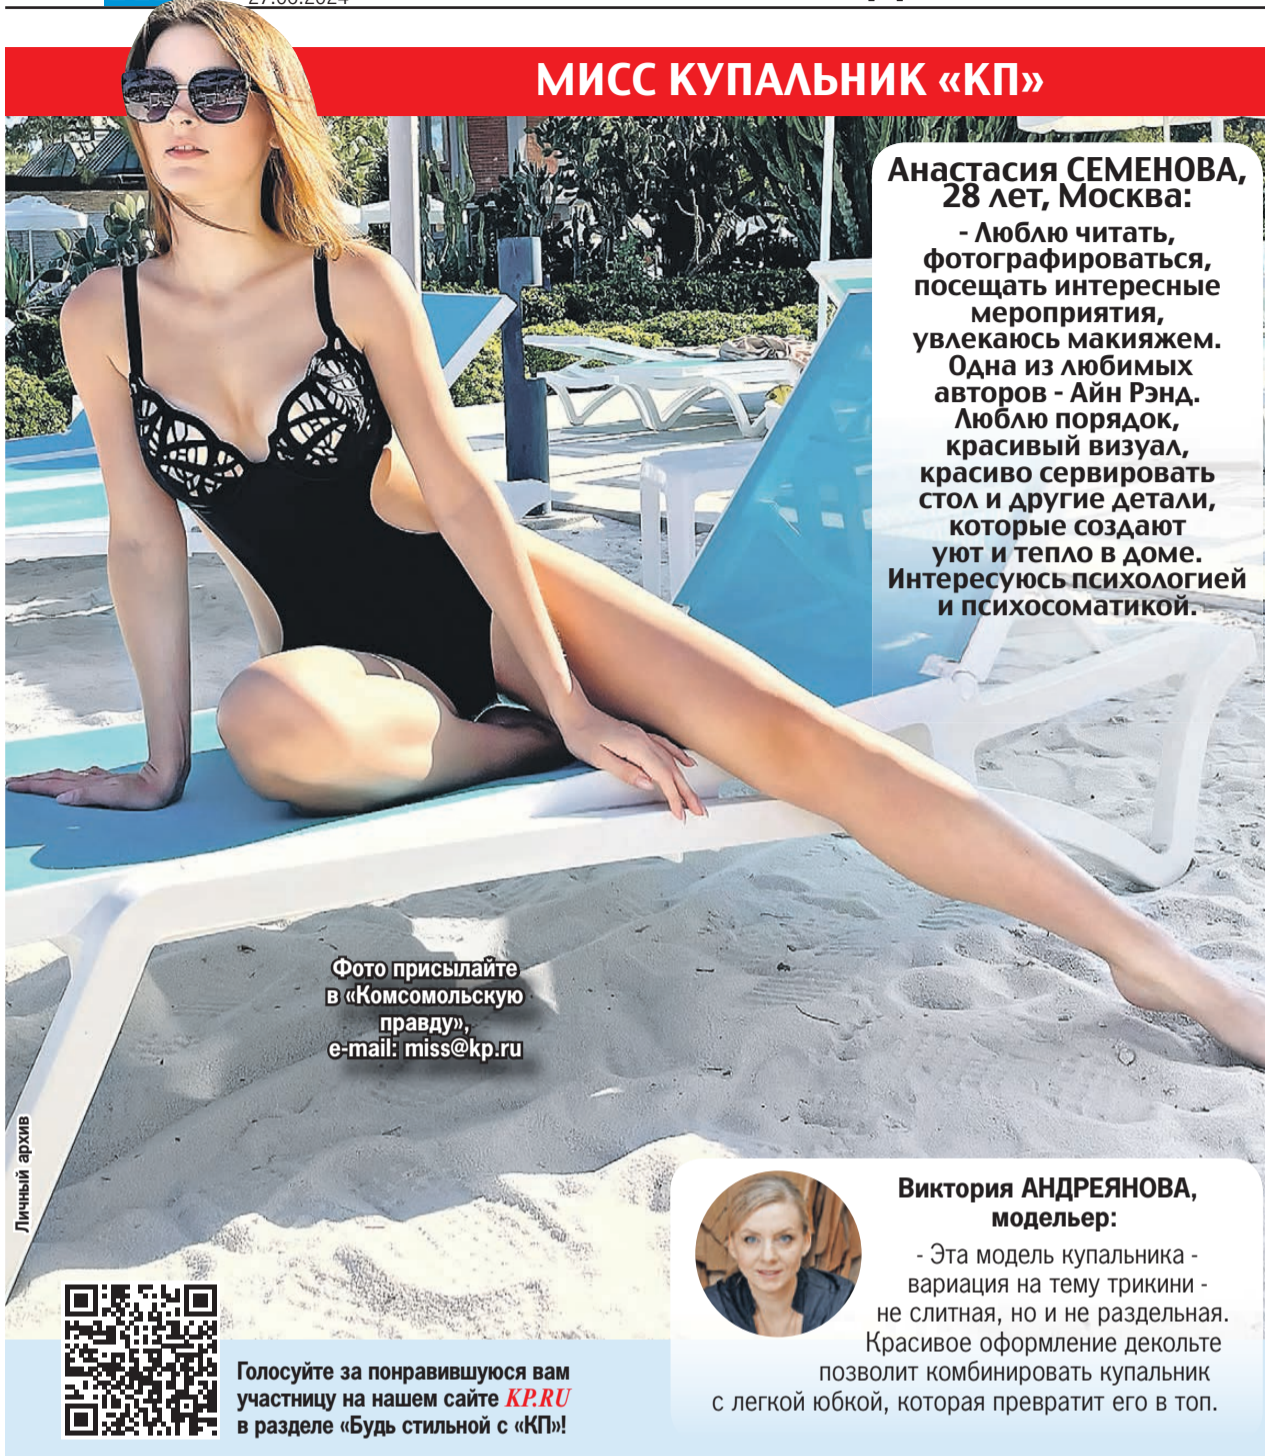 27.06.2024
МИСС КУПАЛЬНИК «КП»
Анастасия СЕМЕНОВА,
28 лет, Москва:
- Люблю читать,
фотографироваться,
посещать интересные
мероприятия,
увлекаюсь макияжем.
Одна из любимых
авторов - Айн Рэнд.
Люблю порядок,
красивый визуал,
красиво сервировать
стол и другие детали,
которые создают
уют и тепло в доме.
Интересуюсь психологией
и психосоматикой.
Фото присылайте
в «Комсомольскую
правду»,
e-mail: miss@kp.ru
Личный архив
Виктория АНДРЕЯНОВА,
модельер:
- Эта модель купальника -
вариация на тему трикини -
не слитная, но и не раздельная.
Красивое оформление декольте
позволит комбинировать купальник
с легкой юбкой, которая превратит его в топ.
Голосуйте за понравившуюся вам
участницу на нашем сайте KP.RU
в разделе «Будь стильной с «КП»!